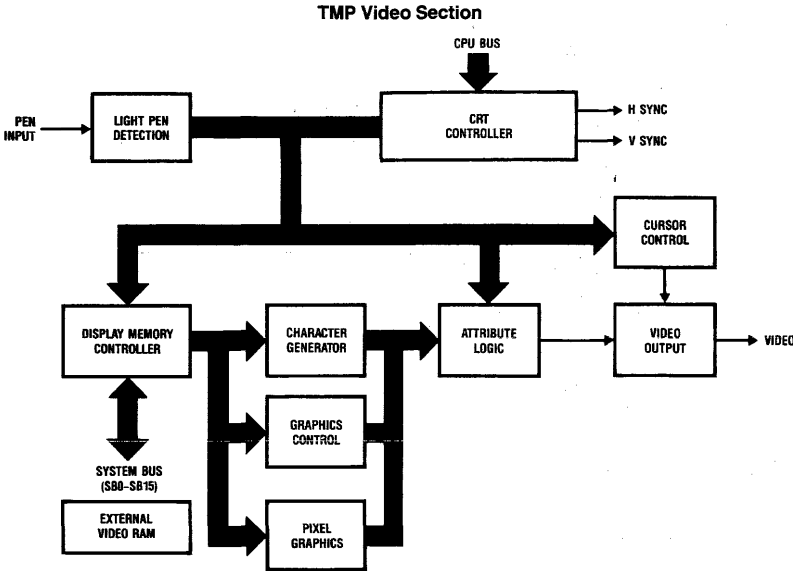 TMP Video Section
CPU BUS
PEN
INPUT
LIGHT PEN
DETECTION
CRT
CONTROLLER
H SYNC
V SYNC
CURSOR
CONTROL
DISPLAY MEMORY
CONTROLLER
CHARACTER
GENERATOR
ATTRIBUTE
LOGIC
VIDEO
OUTPUT
VIDEO
GRAPHICS
CONTROL
SYSTEM BUS
(SB0–SB15)
EXTERNAL
VIDEO RAM
PIXEL
GRAPHICS